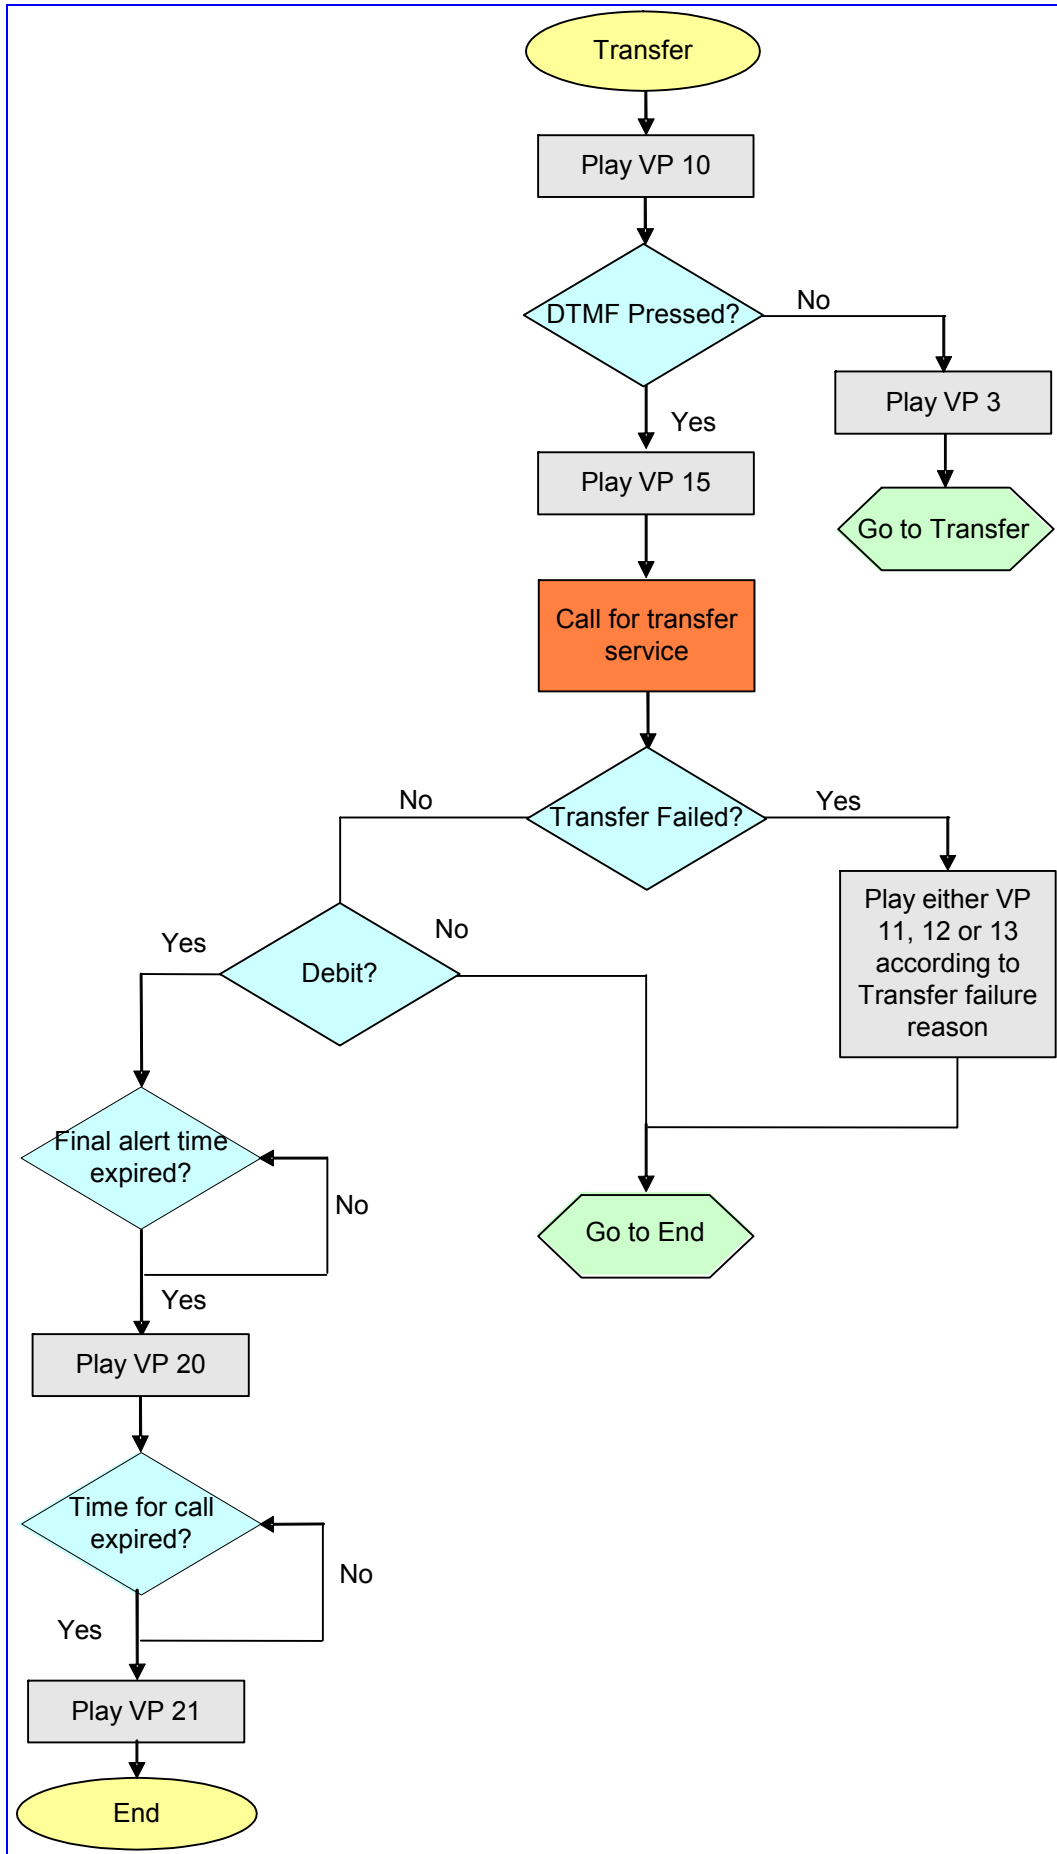 Transfer
Play VP 10
DTMF Pressed?
No
Play VP 3
Yes
Play VP 15
Go to Transfer
Call for transfer
service
No
Transfer Failed?
Yes
Play either VP
11, 12 or 13
according to
Transfer failure
reason
Yes
Debit?
No
Final alert time
expired?
No
Go to End
Yes
Play VP 20
Time for call
expired?
No
Yes
Play VP 21
End